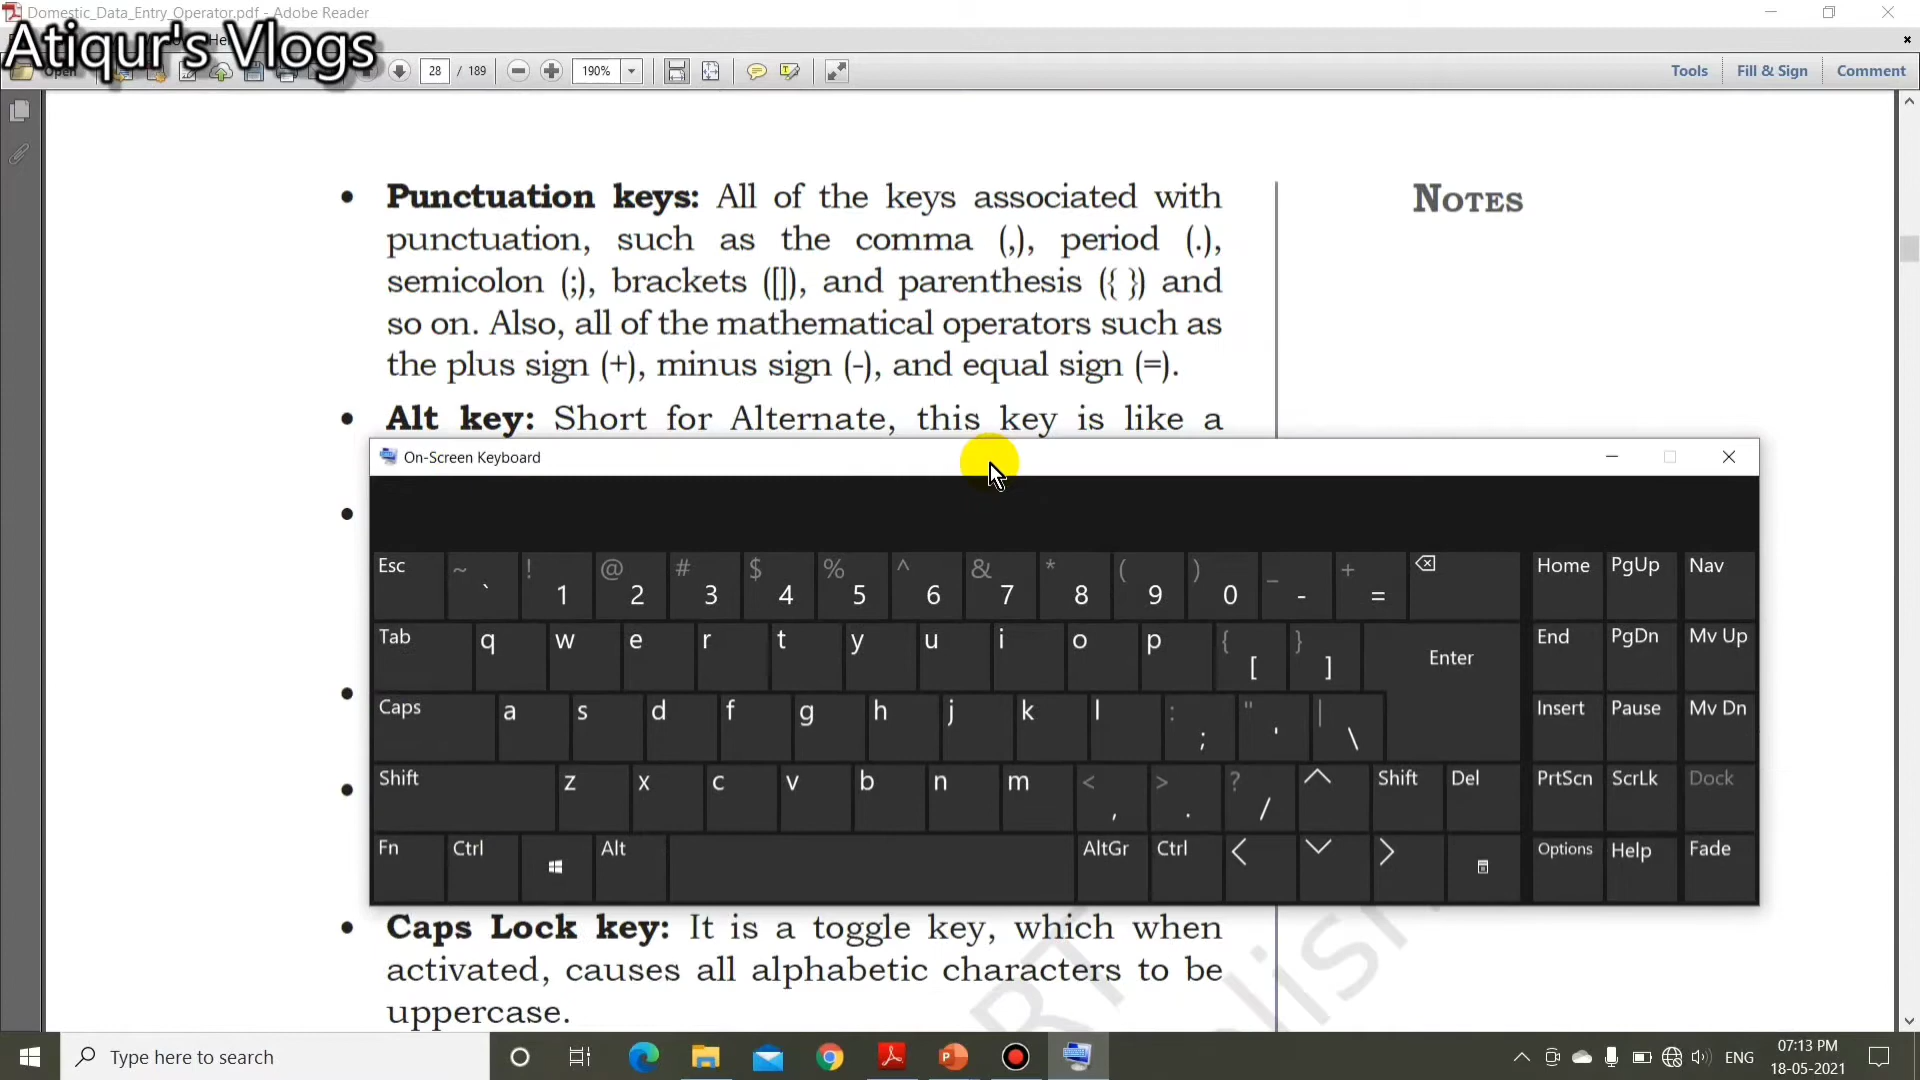 Domestic_Data_Entry_Operator.pdf - Adobe Reader
Atiqur's Vlogs
Open
28 / 189
190%
Tools
Fill & Sign
Comment
• Punctuation keys: All of the keys associated with
punctuation, such as the comma (,), period (.),
semicolon (;), brackets ([]), and parenthesis ({ }) and
so on. Also, all of the mathematical operators such as
the plus sign (+), minus sign (-), and equal sign (=).
NOTES
• Alt key: Short for Alternate, this key is like a
On-Screen Keyboard
Esc ~ ` ! 1 @ 2 # 3 $ 4 % 5 ^ 6 & 7 * 8 ( 9 ) 0 _ - + = Home PgUp Nav
Tab q w e r t y u i o p { [ } ] Enter End PgDn Mv Up
Caps a s d f g h j k l : ; " ' | \ Insert Pause Mv Dn
Shift z x c v b n m < , > . ? / Shift Del PrtScn ScrLk Dock
Fn Ctrl Alt AltGr Ctrl Options Help Fade
• Caps Lock key: It is a toggle key, which when
activated, causes all alphabetic characters to be
uppercase.
Type here to search
ENG
07:13 PM
18-05-2021